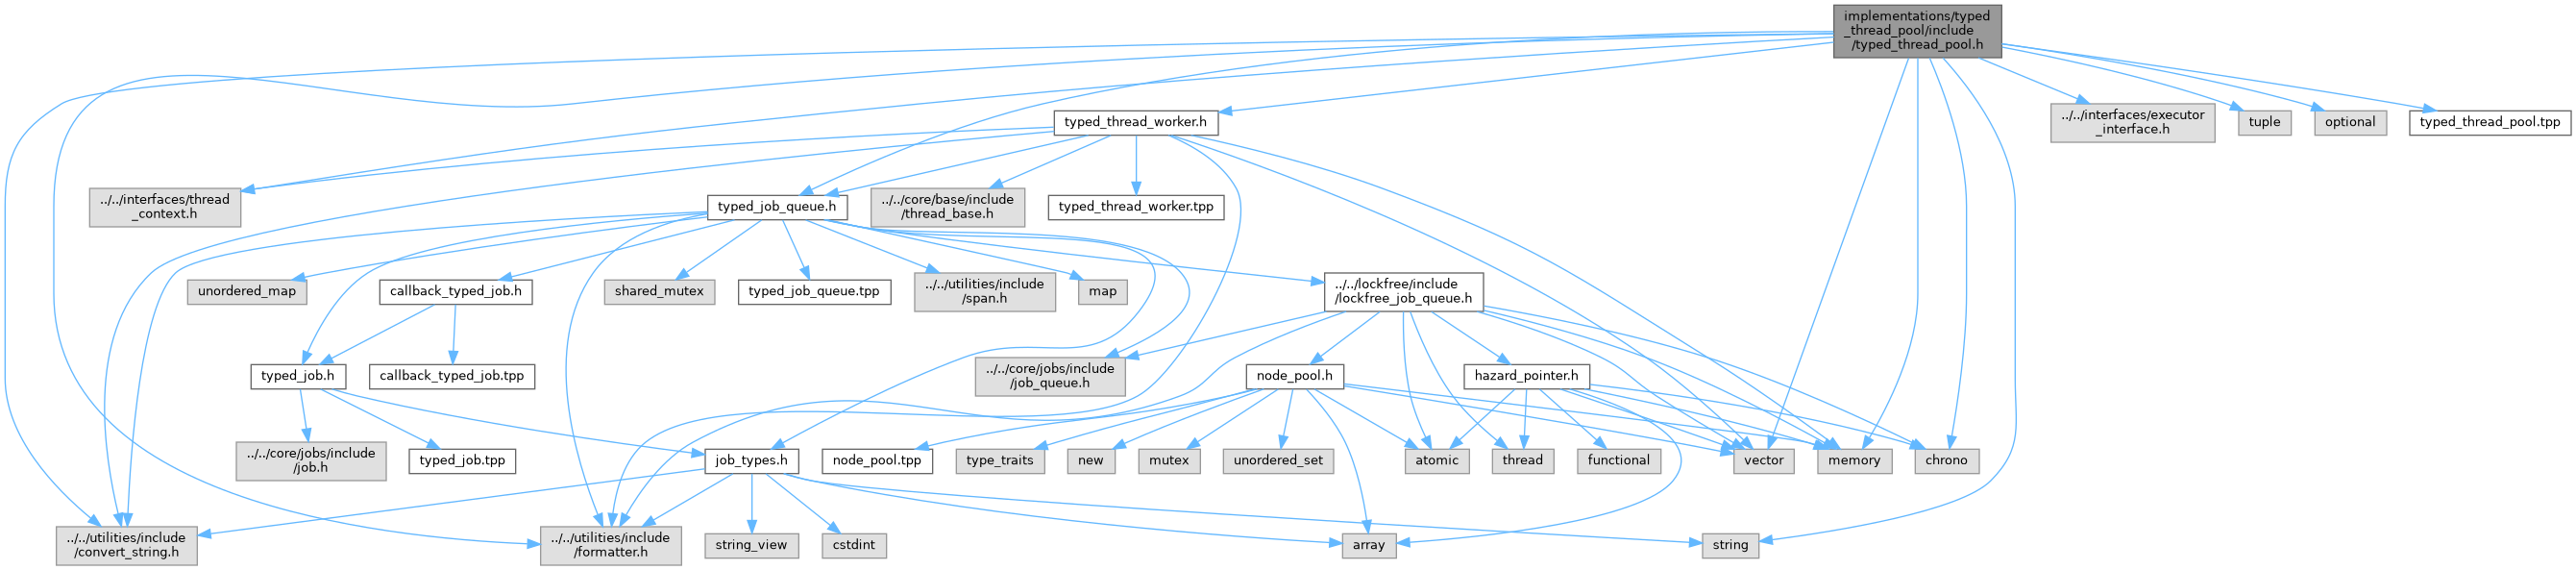 implementations/typed
_thread_pool/include
/typed_thread_pool.h
typed_thread_worker.h
../../interfaces/executor
_interface.h
tuple
optional
typed_thread_pool.tpp
../../interfaces/thread
_context.h
typed_job_queue.h
../../core/base/include
/thread_base.h
typed_thread_worker.tpp
unordered_map
callback_typed_job.h
shared_mutex
typed_job_queue.tpp
../../utilities/include
/span.h
map
../../lockfree/include
/lockfree_job_queue.h
typed_job.h
callback_typed_job.tpp
../../core/jobs/include
/job_queue.h
node_pool.h
hazard_pointer.h
../../core/jobs/include
/job.h
typed_job.tpp
job_types.h
node_pool.tpp
type_traits
new
mutex
unordered_set
atomic
thread
functional
vector
memory
chrono
../../utilities/include
/convert_string.h
../../utilities/include
/formatter.h
string_view
cstdint
array
string